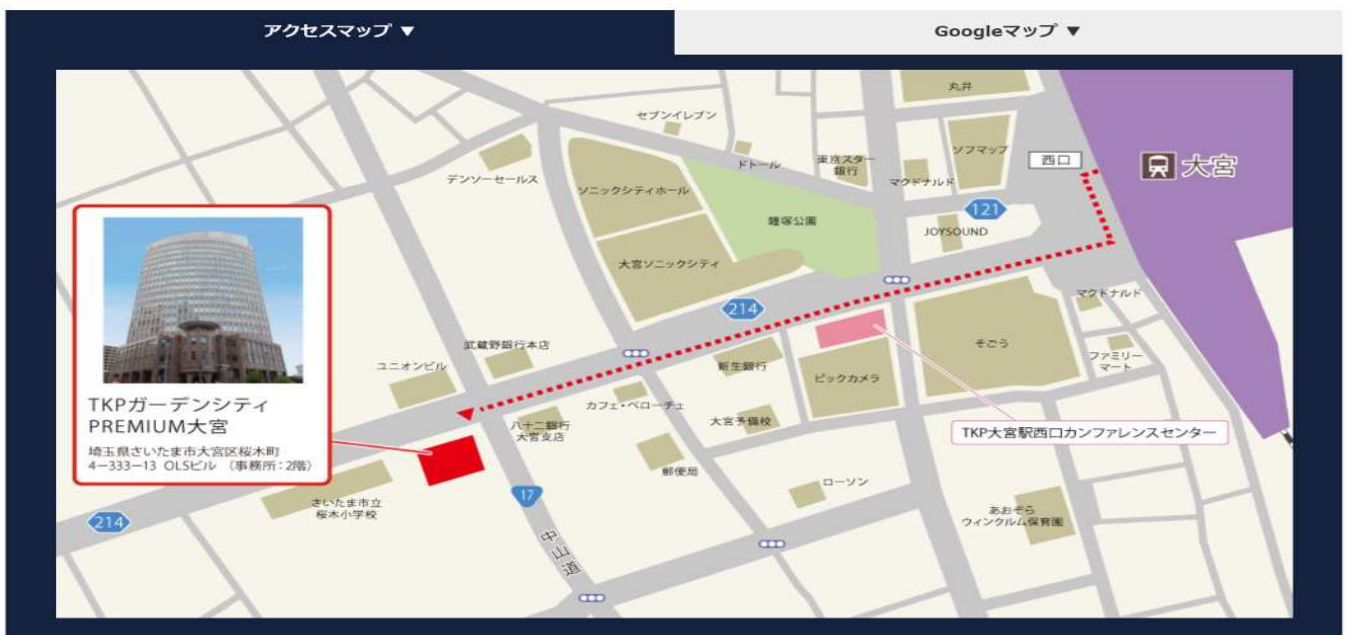 アクセスマップ ▼
Googleマップ ▼
丸井
セブンイレブン
ドトール
東京スター
銀行
ソフマップ
西口
大宮
マクドナルド
デンソーセールス
ソニックシティホール
鐘塚公園
121
JOYSOUND
大宮ソニックシティ
214
マクドナルド
そごう
ファミリー
マート
武蔵野銀行本店
ユニオンビル
新生銀行
ビックカメラ
カフェ・ベローチェ
大宮予備校
八十二銀行
大宮支店
TKP大宮駅西口カンファレンスセンター
TKPガーデンシティ
PREMIUM大宮
埼玉県さいたま市大宮区桜木町
4−333−13 OLSビル （事務所：2階）
郵便局
ローソン
17
さいたま市立
桜木小学校
214
あおぞら
ウィンクルム保育園
中山道